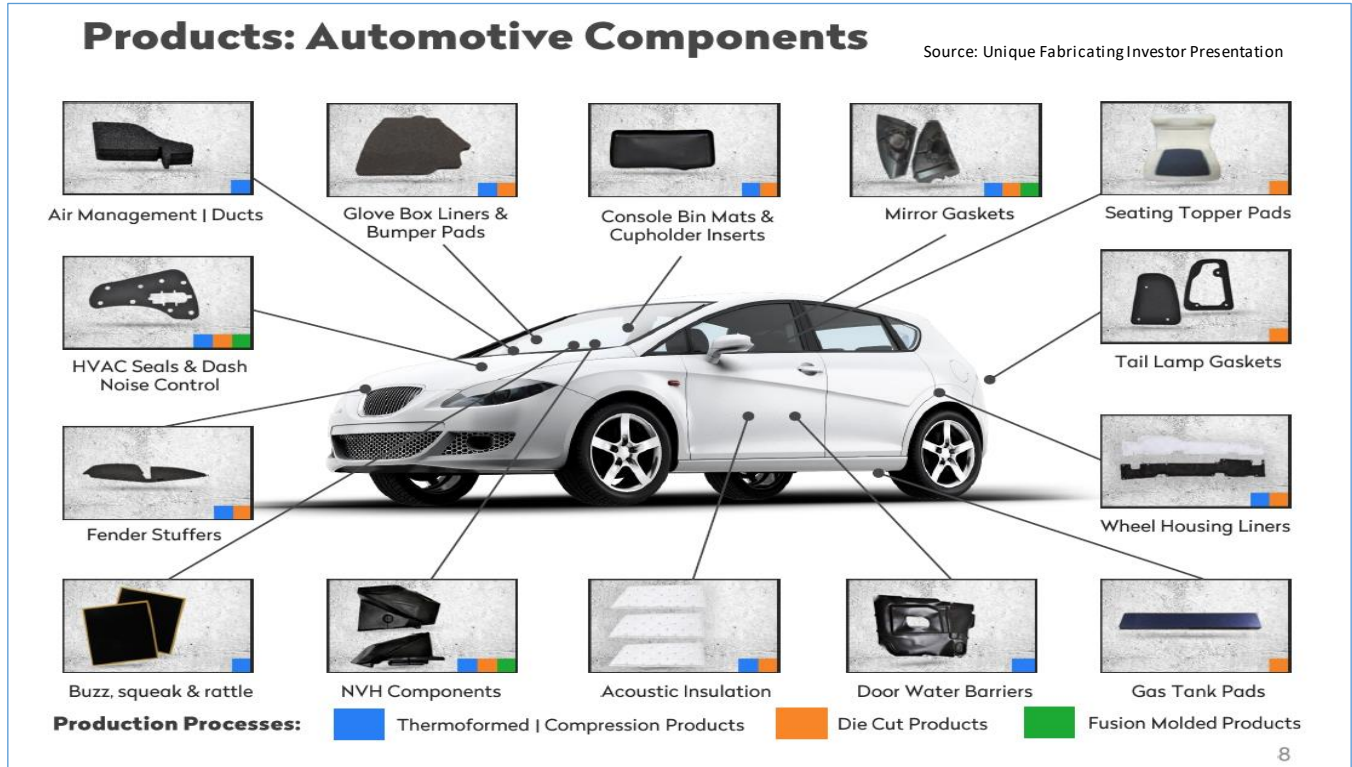 Products: Automotive Components
Source: Unique Fabricating Investor Presentation
Air Management | Ducts
Glove Box Liners &
Bumper Pads
Console Bin Mats &
Cupholder Inserts
Mirror Gaskets
Seating Topper Pads
HVAC Seals & Dash
Noise Control
Tail Lamp Gaskets
Fender Stuffers
Wheel Housing Liners
Buzz, squeak & rattle
NVH Components
Acoustic Insulation
Door Water Barriers
Gas Tank Pads
Production Processes:
Thermoformed | Compression Products
Die Cut Products
Fusion Molded Products
8